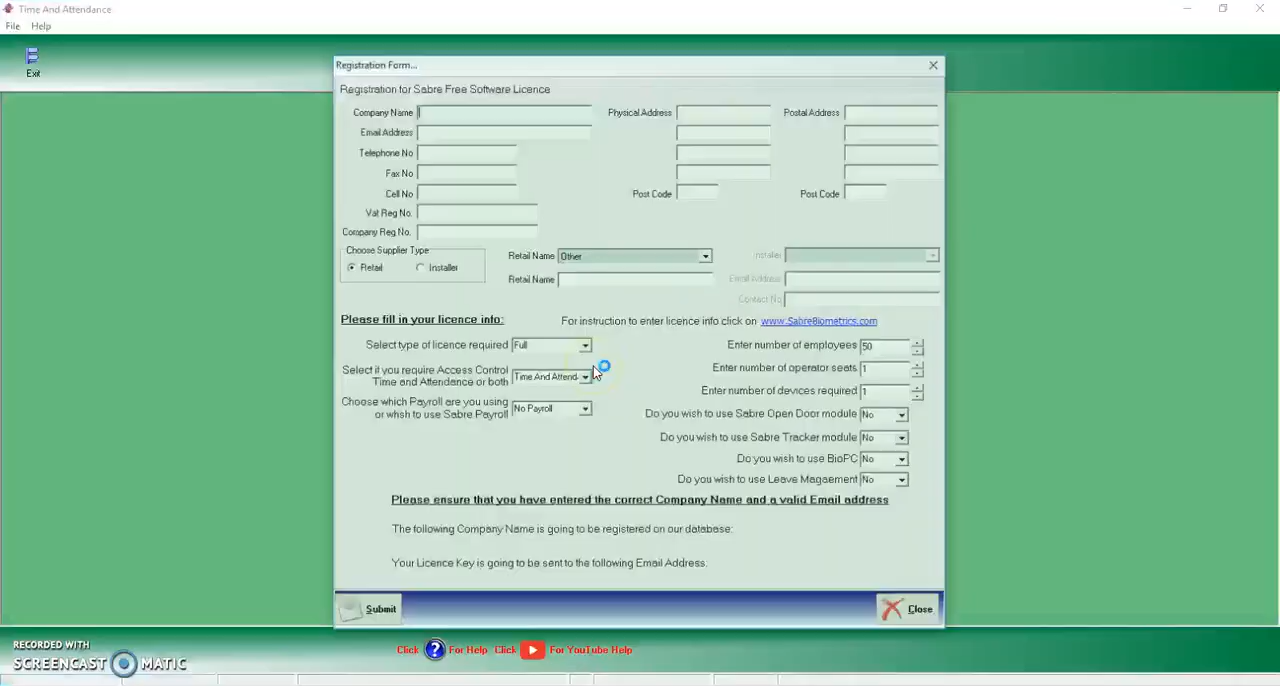 Time And Attendance
File Help
Exit
Registration Form...
Registration for Sabre Free Software Licence
Company Name Physical Address Postal Address
Email Address
Telephone No
Fax No
Cell No Post Code Post Code
Vat Reg No.
Company Reg No.
Choose Supplier Type
Retail Installer
Retail Name Other Installer
Retail Name Email Address
Contact No
Please fill in your licence info: For instruction to enter licence info click on www.SabreBiometrics.com
Select type of licence required Full Enter number of employees 50
Select if you require Access Control
Time and Attendance or both Time And Attend- Enter number of operator seats 1
Enter number of devices required 1
Choose which Payroll are you using
or whsh to use Sabre Payroll No Payroll
Do you wish to use Sabre Open Door module No
Do you wish to use Sabre Tracker module No
Do you wish to use BioPC No
Do you wish to use Leave Magaement No
Please ensure that you have entered the correct Company Name and a valid Email address
The following Company Name is going to be registered on our database:
Your Licence Key is going to be sent to the following Email Address.
Submit Close
Click ? For Help Click For YouTube Help
RECORDED WITH
SCREENCAST MATIC